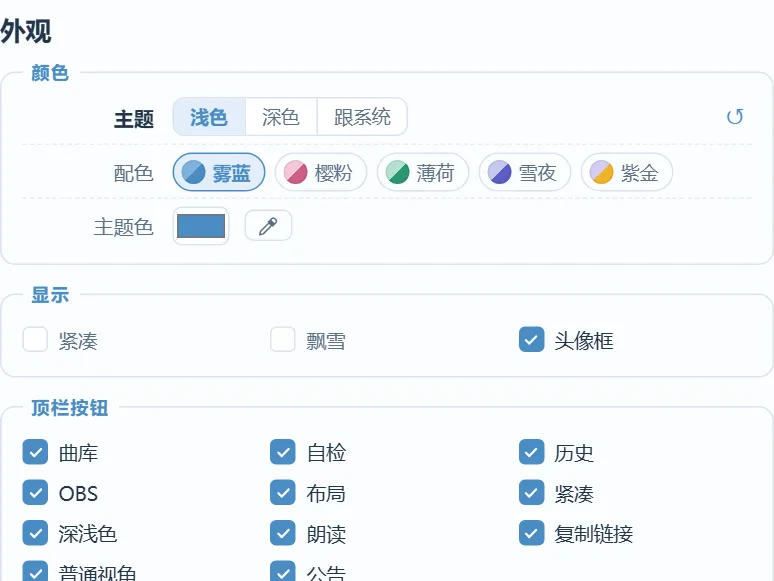 外观
颜色
主题 浅色 深色 跟系统
配色 雾蓝 樱粉 薄荷 雪夜 紫金
主题色
显示
紧凑 飘雪 头像框
顶栏按钮
曲库 自检 历史
OBS 布局 紧凑
深浅色 朗读 复制链接
普通视角 公告